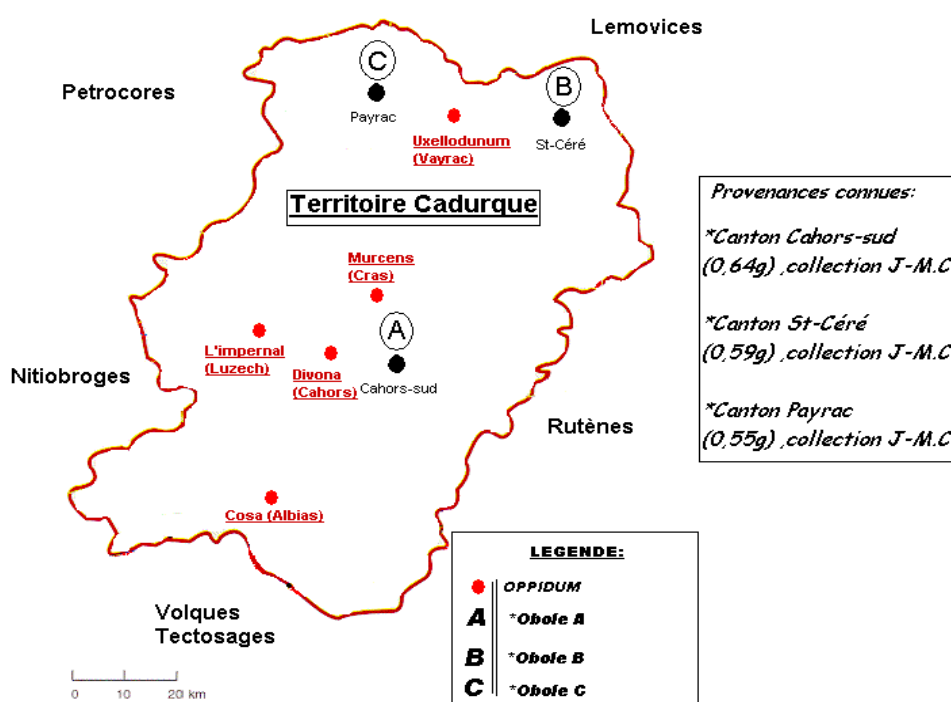 Lemovices
C
B
Petrocores
Payrac
St-Céré
Uxellodunum
(Vayrac)
Territoire Cadurque
Murcens
(Cras)
A
L'impernal
(Luzech)
Divona
(Cahors)
Cahors-sud
Nitiobroges
Rutènes
Cosa (Albias)
Volques
Tectosages
0 10 20 km
Provenances connues:
*Canton Cahors-sud
(0,64g) ,collection J-M.C
*Canton St-Céré
(0,59g) ,collection J-M.C
*Canton Payrac
(0,55g) ,collection J-M.C
LEGENDE:
OPPIDUM
A *Obole A
B *Obole B
C *Obole C